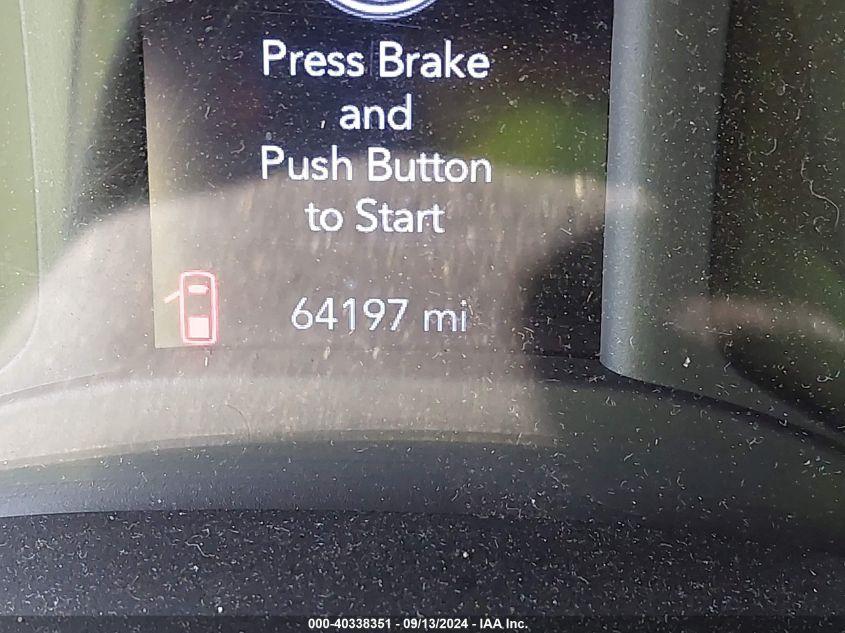 Press Brake
and
Push Button
to Start
64197 mi
000-40338351 - 09/13/2024 - IAA Inc.